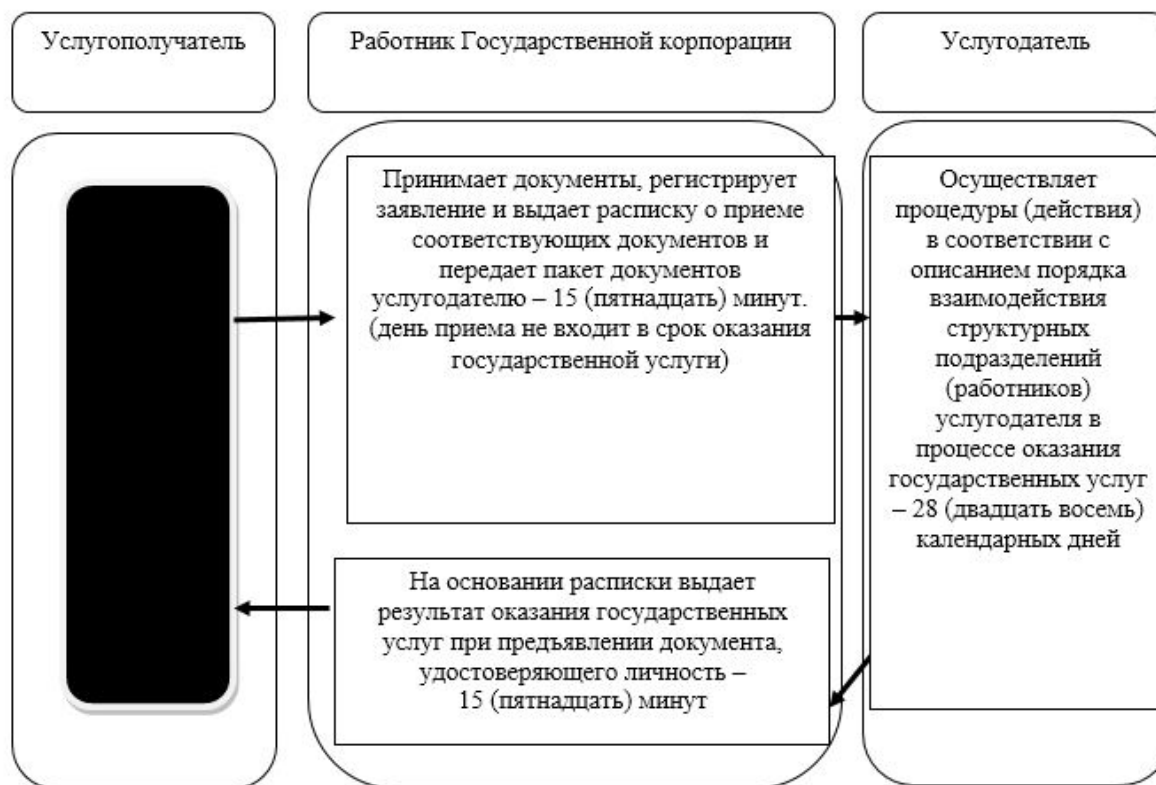 Услугополучатель
Работник Государственной корпорации
Услугодатель
Принимает документы, регистрирует
заявление и выдает расписку о приеме
соответствующих документов и
передает пакет документов
услугодателю – 15 (пятнадцать) минут.
(день приема не входит в срок оказания
государственной услуги)
Осуществляет
процедуры (действия)
в соответствии с
описанием порядка
взаимодействия
структурных
подразделений
(работников)
услугодателя в
процессе оказания
государственных услуг
– 28 (двадцать восемь)
календарных дней
На основании расписки выдает
результат оказания государственных
услуг при предъявлении документа,
удостоверяющего личность –
15 (пятнадцать) минут